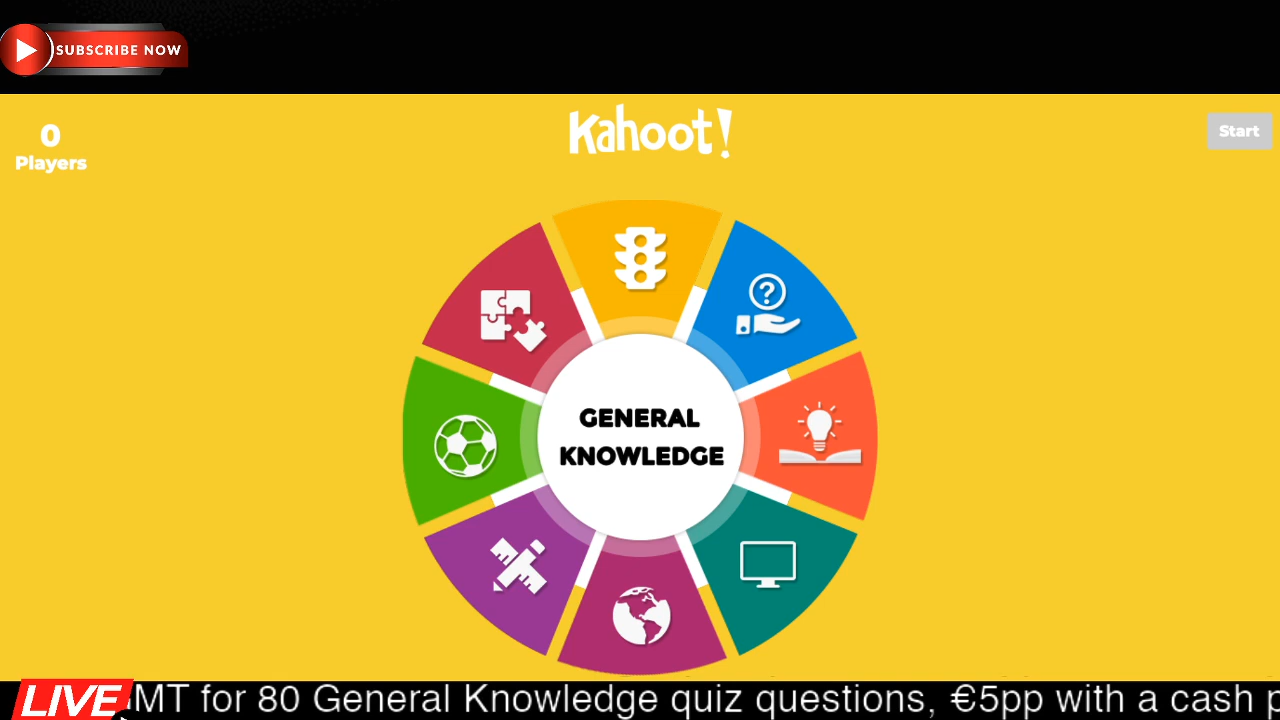 SUBSCRIBE NOW
0
Players
Kahoot!
Start
?
GENERAL
KNOWLEDGE
LIVE
MT for 80 General Knowledge quiz questions, €5pp with a cash